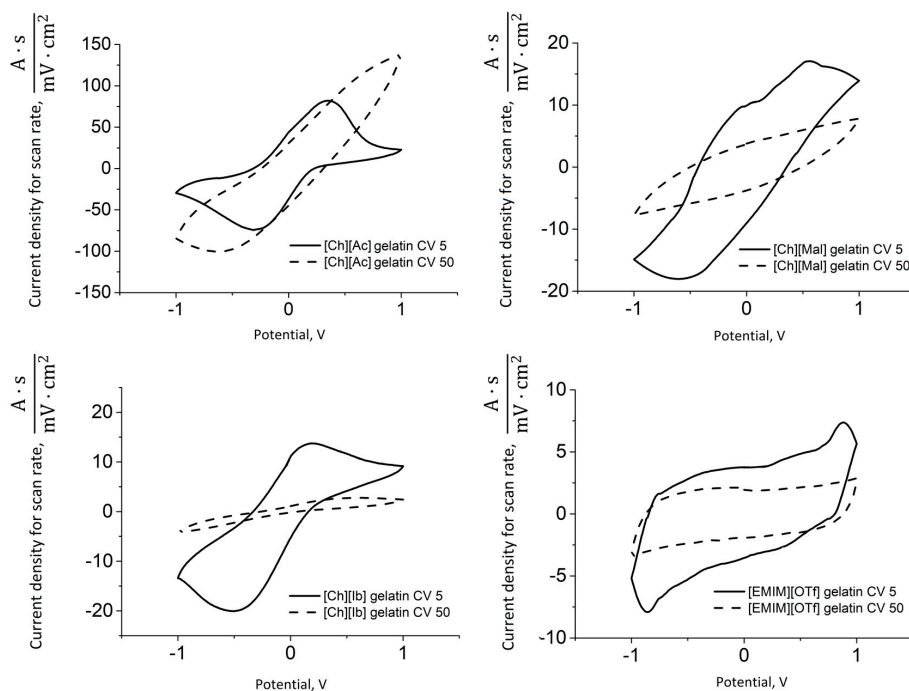 Current density for scan rate, A · s / mV · cm²
150
100
50
0
-50
-100
-150
-1
0
1
Potential, V
[Ch][Ac] gelatin CV 5
[Ch][Ac] gelatin CV 50
Current density for scan rate, A · s / mV · cm²
20
10
0
-10
-20
-1
0
1
Potential, V
[Ch][Mal] gelatin CV 5
[Ch][Mal] gelatin CV 50
Current density for scan rate, A · s / mV · cm²
20
10
0
-10
-20
-1
0
1
Potential, V
[Ch][Ib] gelatin CV 5
[Ch][Ib] gelatin CV 50
Current density for scan rate, A · s / mV · cm²
10
5
0
-5
-10
-1
0
1
Potential, V
[EMIM][OTf] gelatin CV 5
[EMIM][OTf] gelatin CV 50